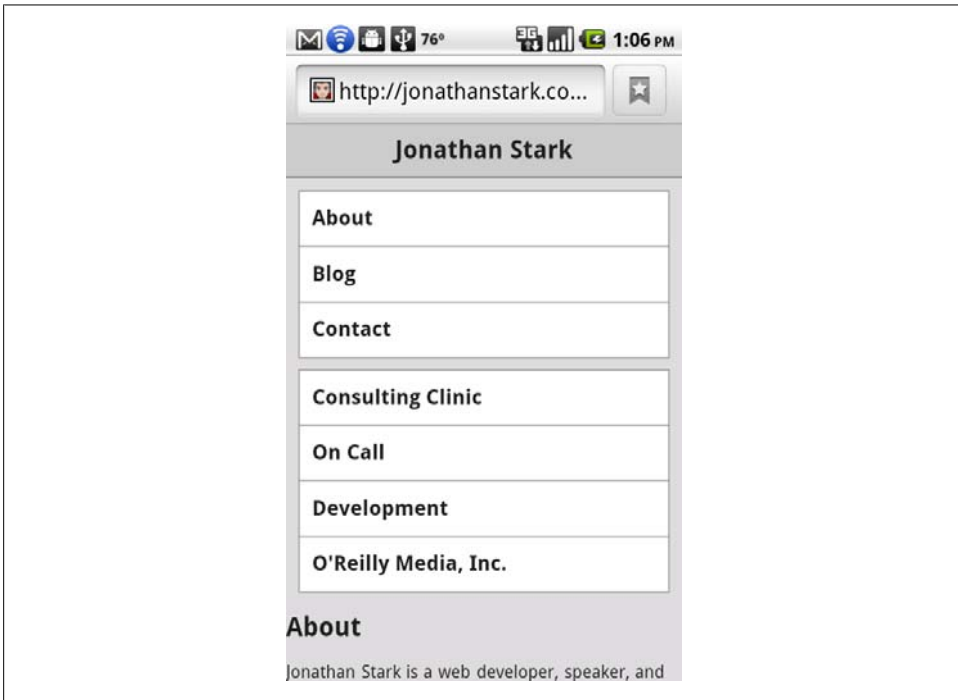 76° 3G 1:06 PM
http://jonathanstark.co...
Jonathan Stark
About
Blog
Contact
Consulting Clinic
On Call
Development
O'Reilly Media, Inc.
About
Jonathan Stark is a web developer, speaker, and